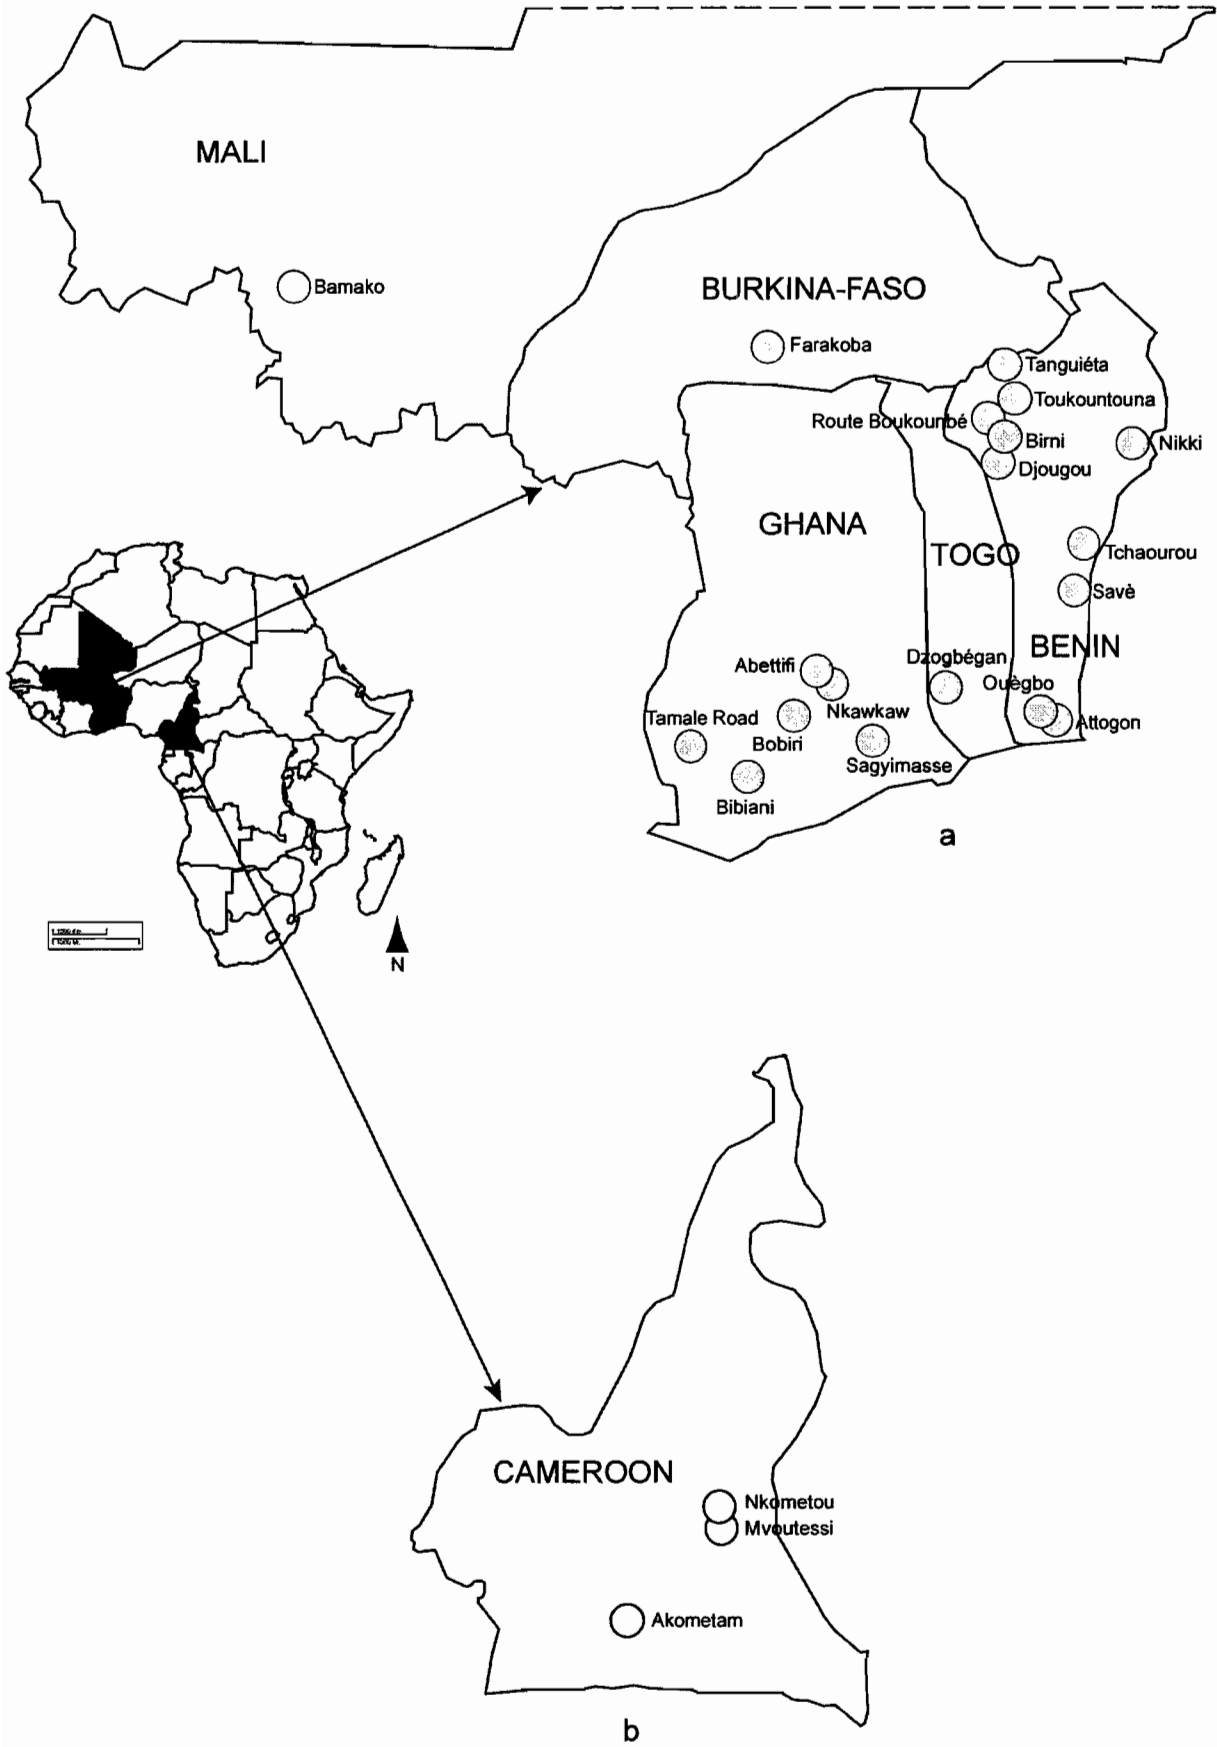 MALI
Bamako
BURKINA-FASO
Farakoba
Tanguiéta
Toukountouna
Route Boukounbé
Birni
Nikki
Djougou
GHANA
TOGO
Tchaourou
Savè
BENIN
Dzogbégan
Abettifi
Ouègbo
Nkawkaw
Tamale Road
Attogon
Bobiri
Sagyimasse
Bibiani
a
N
CAMEROON
Nkometou
Mvoutessi
Akometam
b